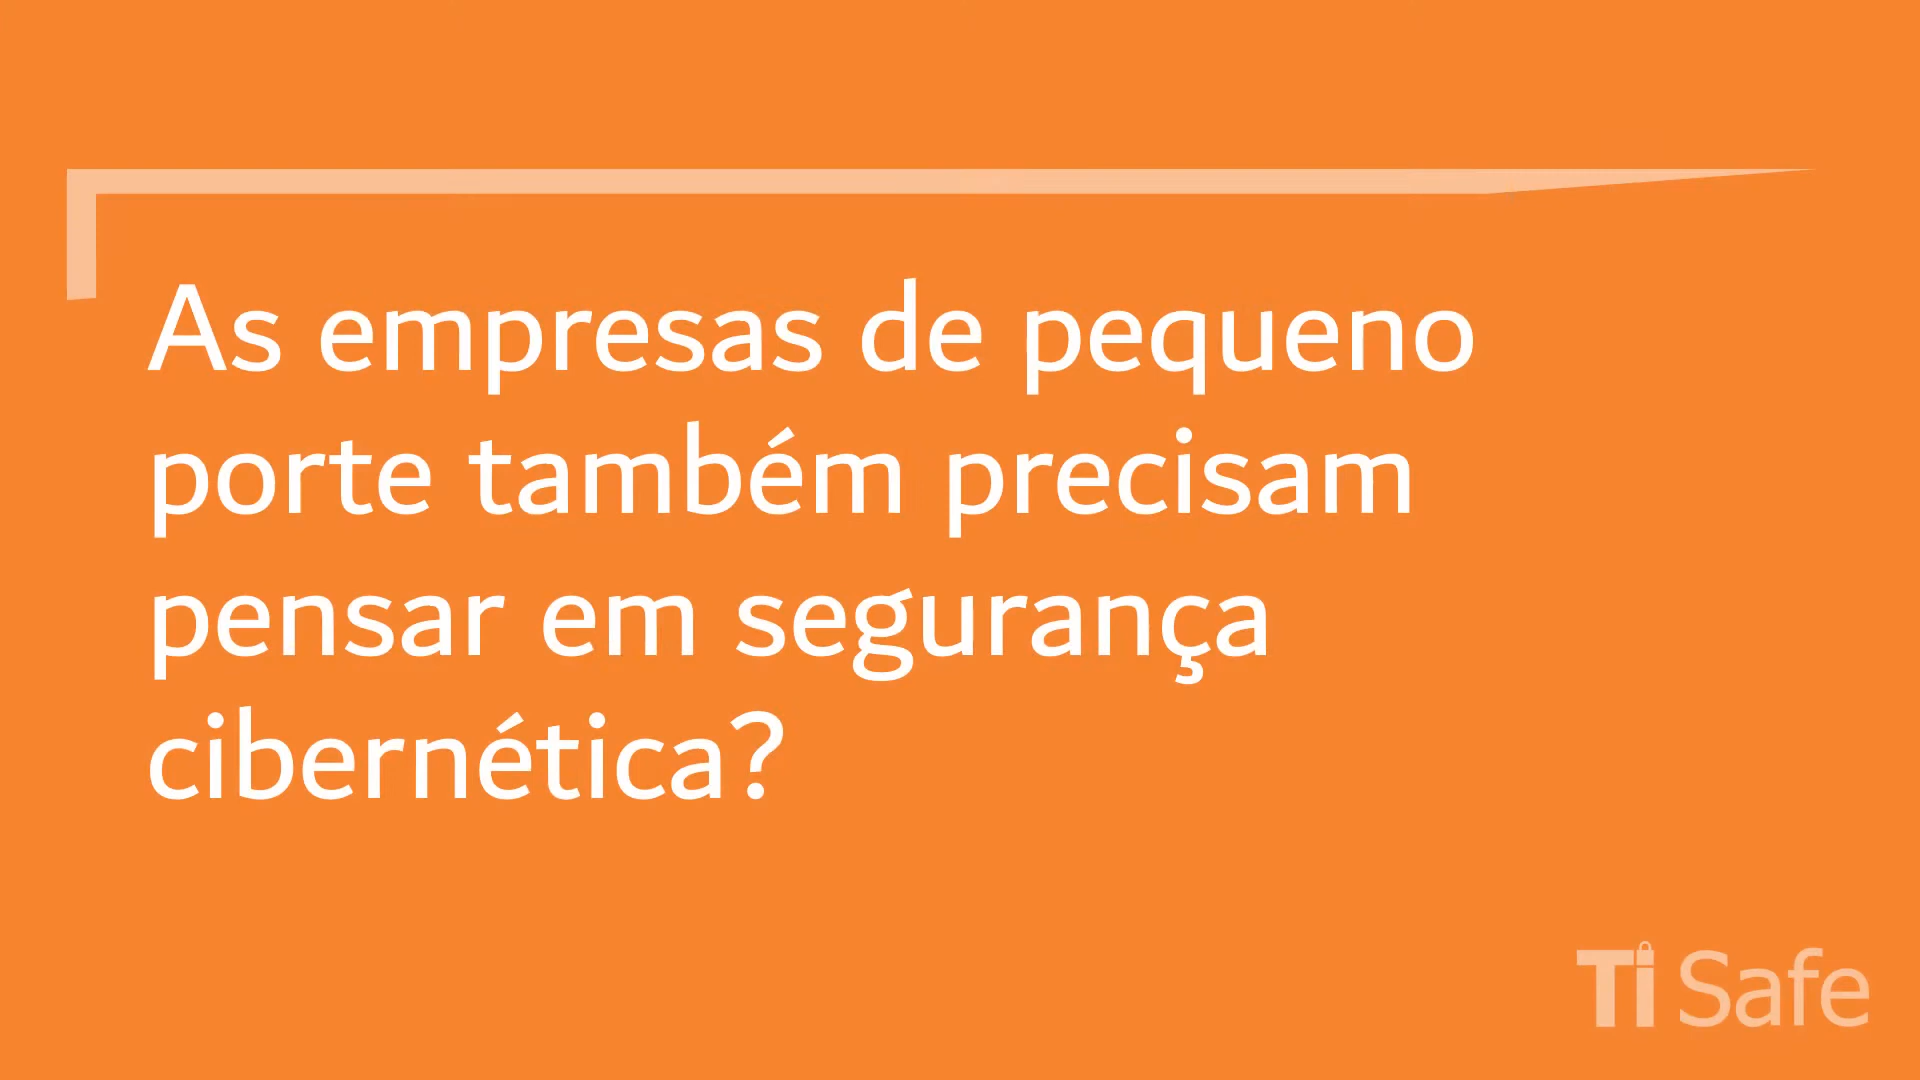 As empresas de pequeno
porte também precisam
pensar em segurança
cibernética?
Ti Safe